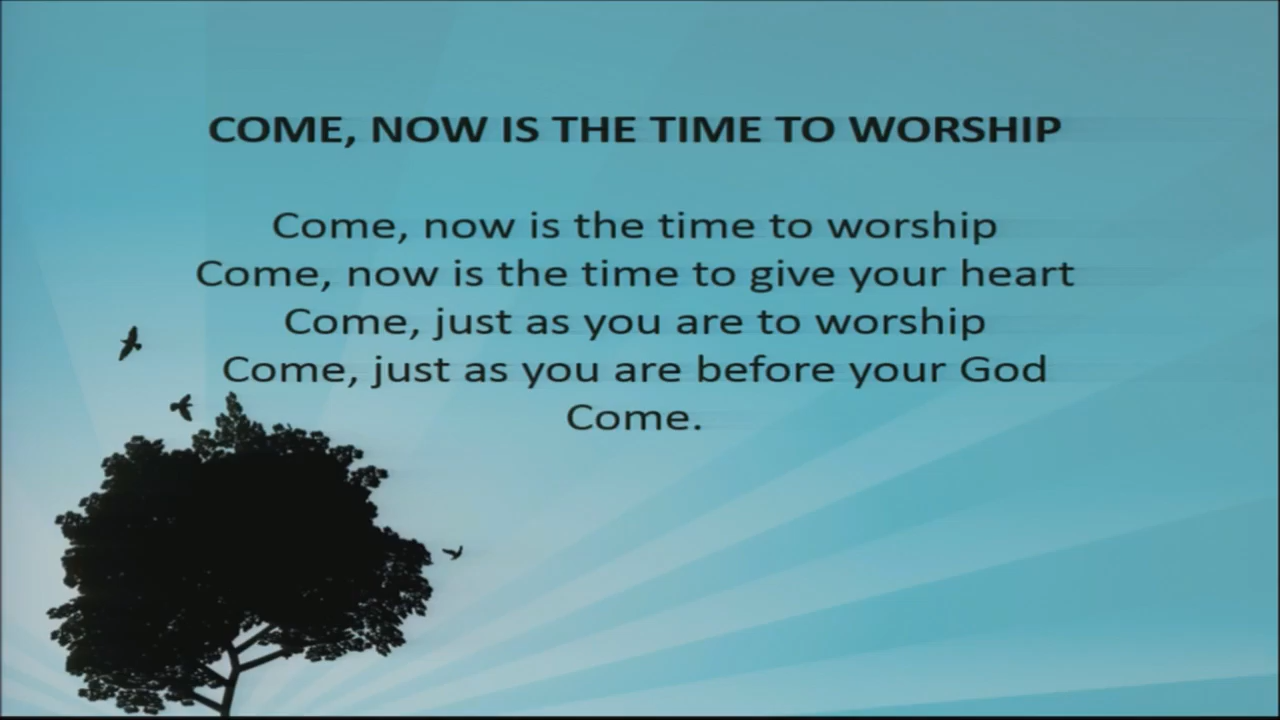 COME, NOW IS THE TIME TO WORSHIP
Come, now is the time to worship
Come, now is the time to give your heart
Come, just as you are to worship
Come, just as you are before your God
Come.